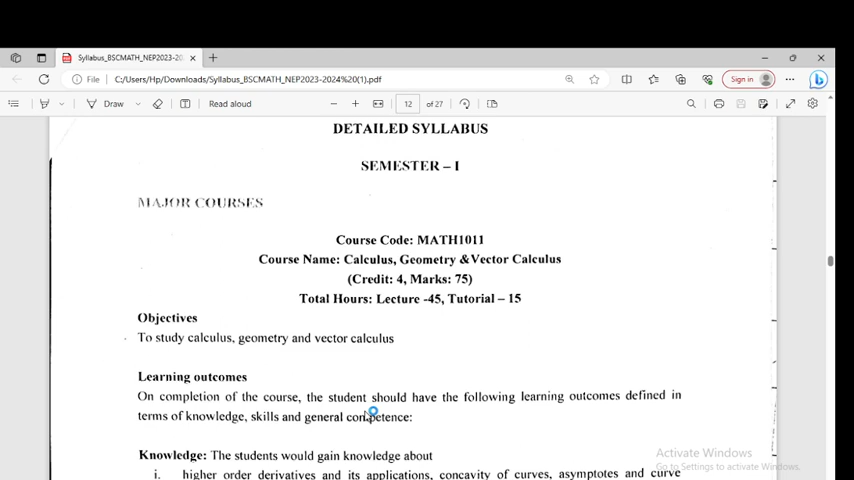 Syllabus_BSCMATH_NEP2023-20
File C:/Users/Hp/Downloads/Syllabus_BSCMATH_NEP2023-2024%20(1).pdf
Sign in
Draw
Read aloud
12 of 27
DETAILED SYLLABUS
SEMESTER – I
MAJOR COURSES
Course Code: MATH1011
Course Name: Calculus, Geometry &Vector Calculus
(Credit: 4, Marks: 75)
Total Hours: Lecture -45, Tutorial – 15
Objectives
To study calculus, geometry and vector calculus
Learning outcomes
On completion of the course, the student should have the following learning outcomes defined in
terms of knowledge, skills and general competence:
Knowledge: The students would gain knowledge about
i. higher order derivatives and its applications, concavity of curves, asymptotes and curve
Activate Windows
Go to Settings to activate Windows.